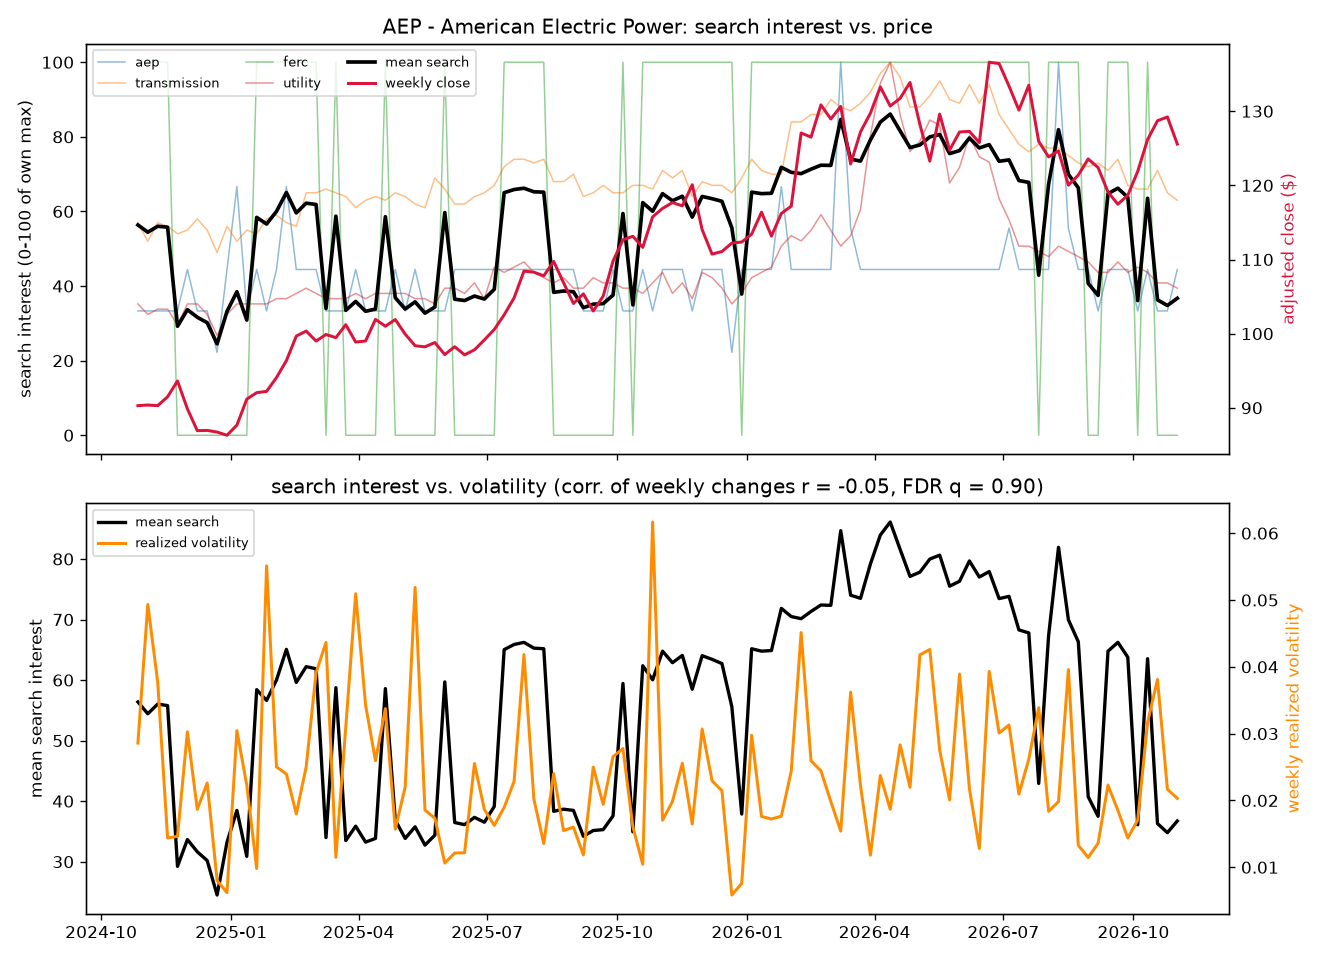 AEP - American Electric Power: search interest vs. price
aep
transmission
ferc
utility
mean search
weekly close
search interest (0-100 of own max)
100
80
60
40
20
0
130
120
110
100
90
adjusted close ($)
search interest vs. volatility (corr. of weekly changes r = -0.05, FDR q = 0.90)
mean search
realized volatility
mean search interest
80
70
60
50
40
30
0.06
0.05
0.04
0.03
0.02
0.01
weekly realized volatility
2024-10
2025-01
2025-04
2025-07
2025-10
2026-01
2026-04
2026-07
2026-10